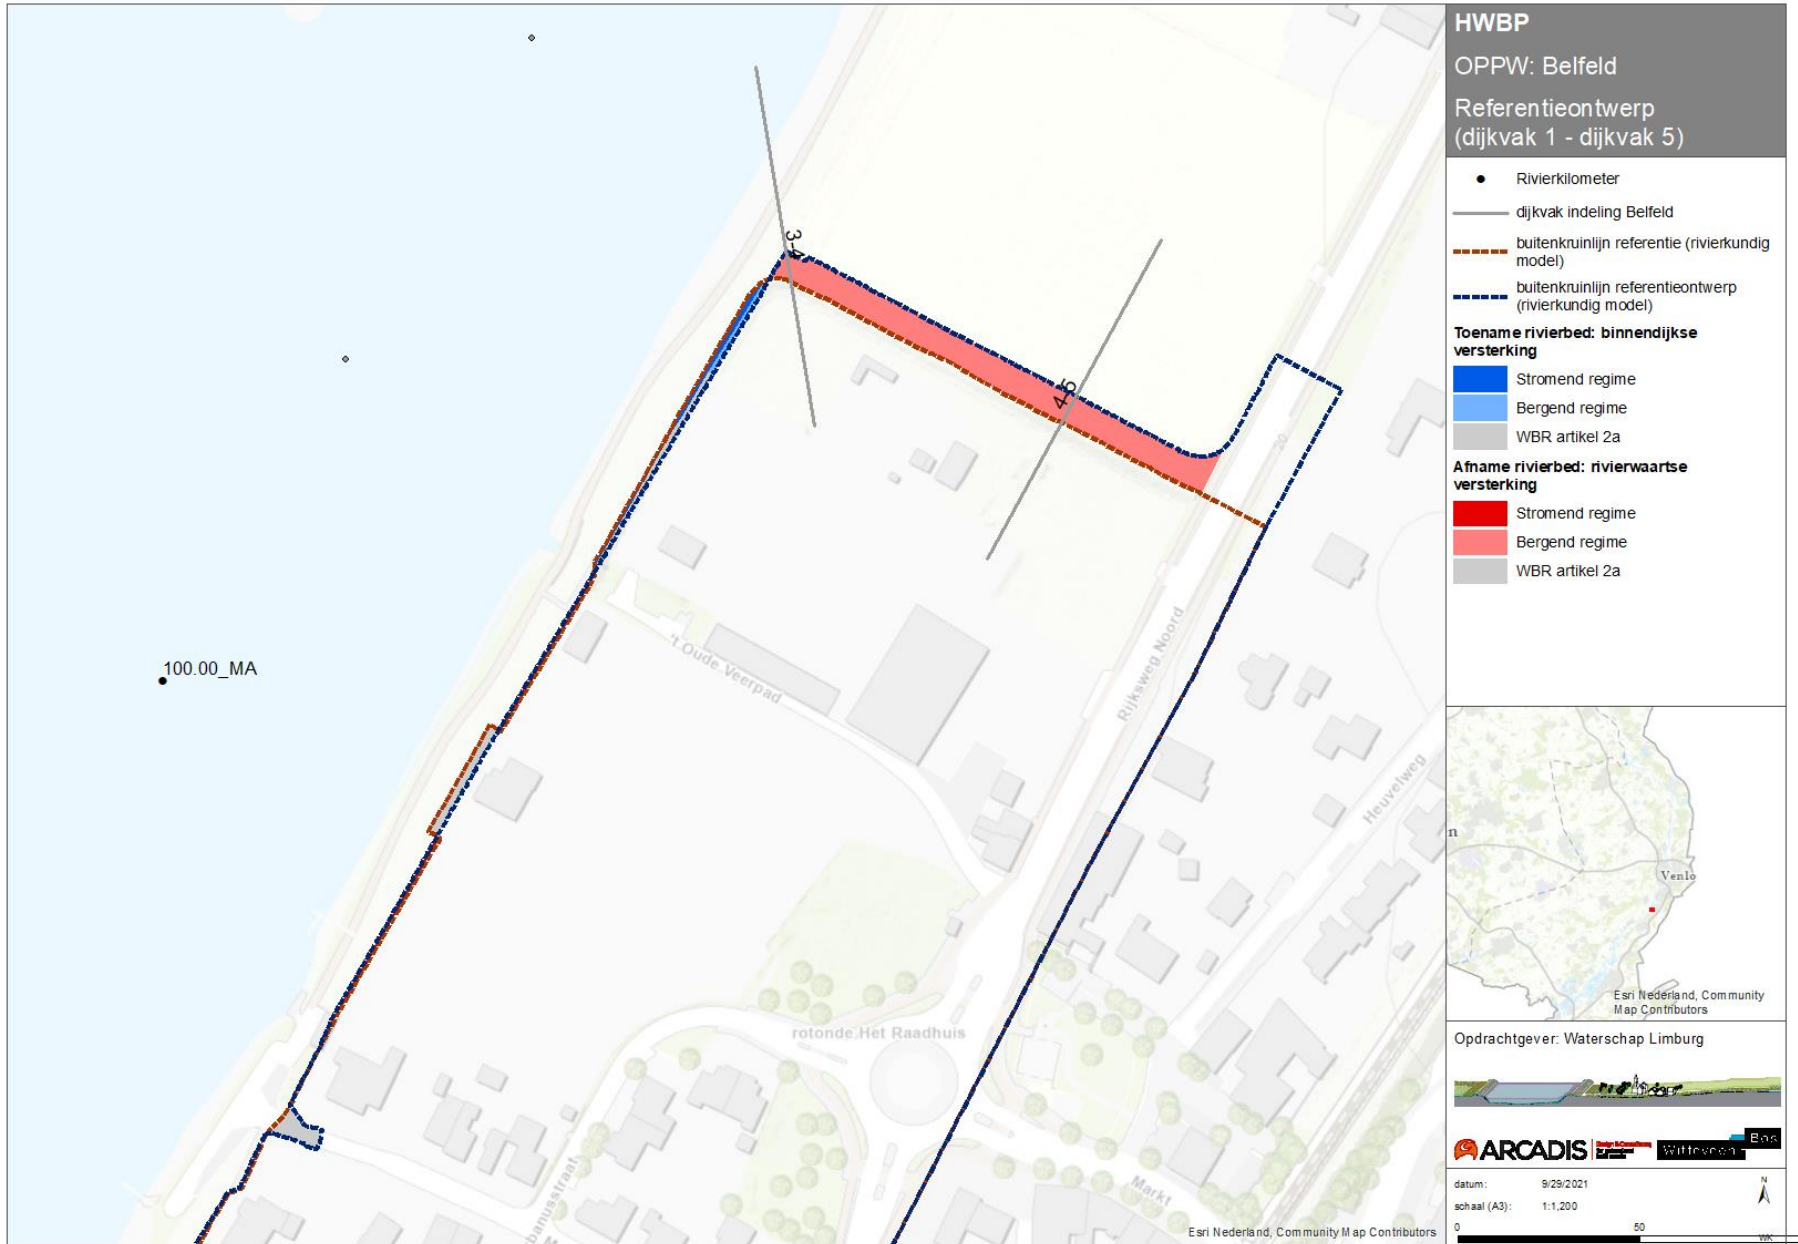 HWBP
OPPW: Belfeld
Referentieontwerp
(dijkvak 1 - dijkvak 5)
Rivierkilometer
dijkvak indeling Belfeld
buitenkruinlijn referentie (rivierkundig
model)
buitenkruinlijn referentieontwerp
(rivierkundig model)
Toename rivierbed: binnendijkse
versterking
Stromend regime
Bergend regime
WBR artikel 2a
Afname rivierbed: rivierwaartse
versterking
Stromend regime
Bergend regime
WBR artikel 2a
3-4
4-5
20
100.00_MA
't Oude Veerpad
Rijksweg Noord
Heuvelweg
rotonde Het Raadhuis
Markt
banusstraat
Esri Nederland, Community Map Contributors
n
Venlo
Esri Nederland, Community
Map Contributors
Opdrachtgever: Waterschap Limburg
ARCADIS
Witteveen
Bos
datum: 9/29/2021
schaal (A3): 1:1,200
N
0 50
WK